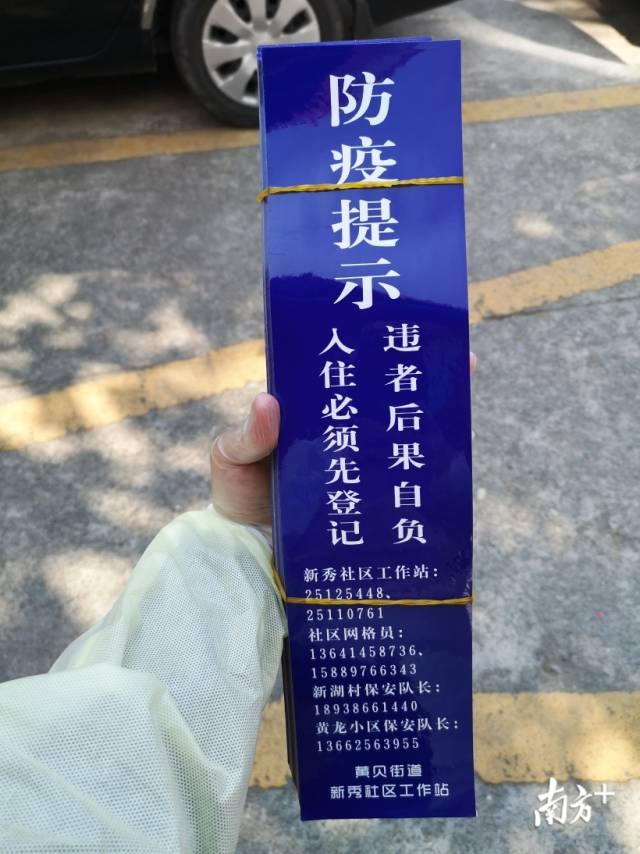 防疫提示
入住必须先登记
违者后果自负
新秀社区工作站：
25125448、
25110761
社区网格员：
13641458736、
15889766343
新湖村保安队长：
18938661440
黄龙小区保安队长：
13662563955
黄贝街道
新秀社区工作站
南方+